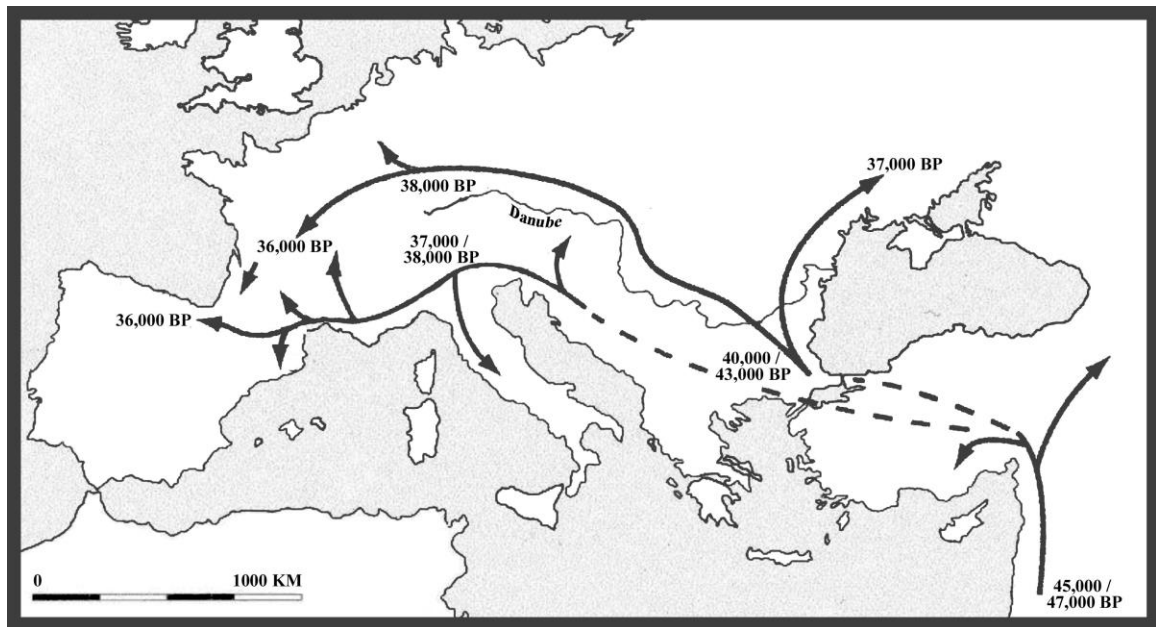 37,000 BP
38,000 BP
Danube
36,000 BP
37,000 /
38,000 BP
36,000 BP
40,000 /
43,000 BP
0 1000 KM
45,000 /
47,000 BP